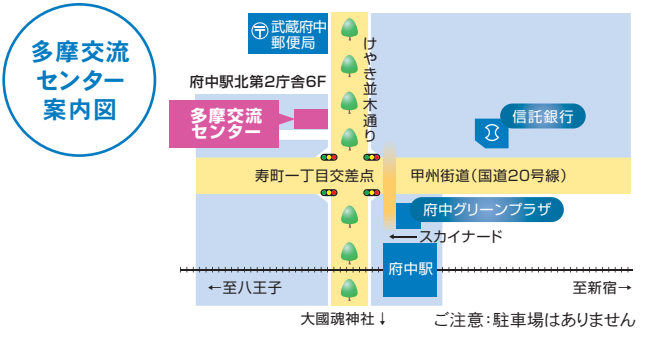 多摩交流
センター
案内図
〒武蔵府中
郵便局
けやき並木通り
府中駅北第2庁舎6F
多摩交流
センター
信託銀行
寿町一丁目交差点
甲州街道(国道20号線)
府中グリーンプラザ
←スカイナード
府中駅
←至八王子
至新宿→
大國魂神社↓
ご注意:駐車場はありません